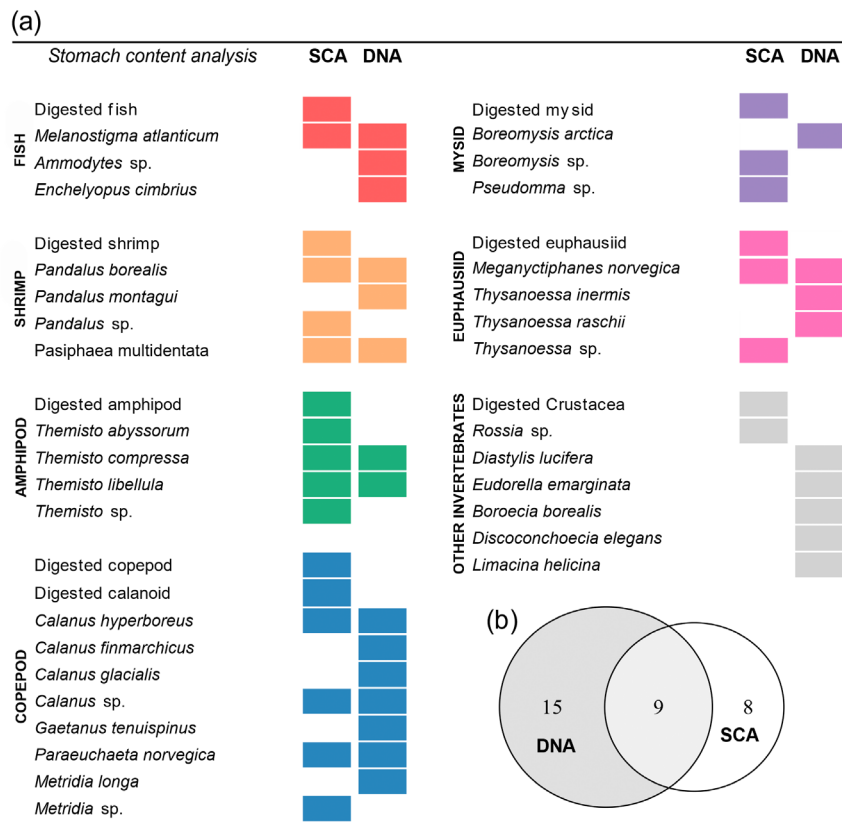 (a)
Stomach content analysis SCA DNA
SCA DNA
FISH
Digested fish
Melanostigma atlanticum
Ammodytes sp.
Enchelyopus cimbrius
SHRIMP
Digested shrimp
Pandalus borealis
Pandalus montagui
Pandalus sp.
Pasiphaea multidentata
AMPHIPOD
Digested amphipod
Themisto abyssorum
Themisto compressa
Themisto libellula
Themisto sp.
COPEPOD
Digested copepod
Digested calanoid
Calanus hyperboreus
Calanus finmarchicus
Calanus glacialis
Calanus sp.
Gaetanus tenuispinus
Paraeuchaeta norvegica
Metridia longa
Metridia sp.
MYSID
Digested mysid
Boreomysis arctica
Boreomysis sp.
Pseudomma sp.
EUPHAUSIID
Digested euphausiid
Meganyctiphanes norvegica
Thysanoessa inermis
Thysanoessa raschii
Thysanoessa sp.
OTHER INVERTEBRATES
Digested Crustacea
Rossia sp.
Diastylis lucifera
Eudorella emarginata
Boroecia borealis
Discoconchoecia elegans
Limacina helicina
(b)
15 9 8
DNA SCA